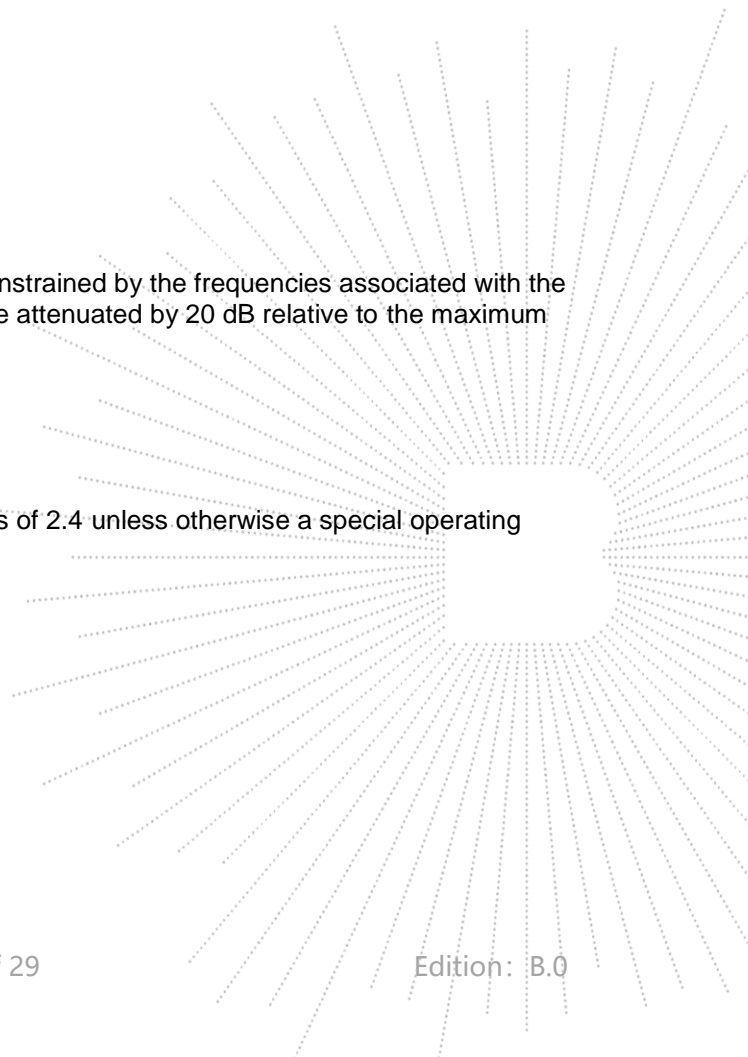 nstrained by the frequencies associated with the
e attenuated by 20 dB relative to the maximum
s of 2.4 unless otherwise a special operating
f 29
Edition: B.0